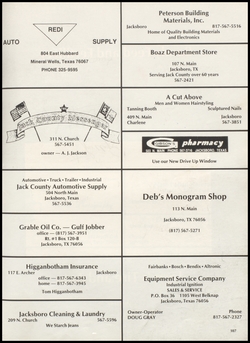 REDI
AUTO SUPPLY
804 East Hubbard
Mineral Wells, Texas 76067
PHONE 325-9595
Jack County Messenger
311 N. Church
567-5451
owner — A. J. Jackson
Automotive • Truck • Trailer • Industrial
Jack County Automotive Supply
504 North Main
Jacksboro, Texas
567-5536
Grable Oil Co. — Gulf Jobber
office — (817) 567-3951
Rt. #1 Box 120-B
Jacksboro, TX 76056
Higganbotham Insurance
117 E. Archer Jacksboro
office — 817-567-6343
home — 817-567-3945
Tom Higganbotham
Jacksboro Cleaning & Laundry
209 N. Church 567-5596
We Starch Jeans
Peterson Building
Materials, Inc.
Jacksboro 817-567-5516
Home of Quality Building Materials
and Electronics
Boaz Department Store
107 N. Main
Jacksboro, TX
Serving Jack County over 60 years
567-2421
A Cut Above
Men and Women Hairstyling
Tanning Booth Sculptured Nails
409 N. Main Jacksboro
Charlene 567-3051
pharmacy
JACKSBORO, TEXAS
Use our New Drive Up Window
Deb's Monogram Shop
113 N. Main
Jacksboro, TX 76056
(817) 567-3271
Fairbanks • Bosch • Bendix • Altronic
Equipment Service Company
Industrial Ignition
SALES & SERVICE
P.O. Box 36 1105 West Belknap
Jacksboro, Texas 76056
Owner-Operator Phone
DOUG GRAY 817-567-2327